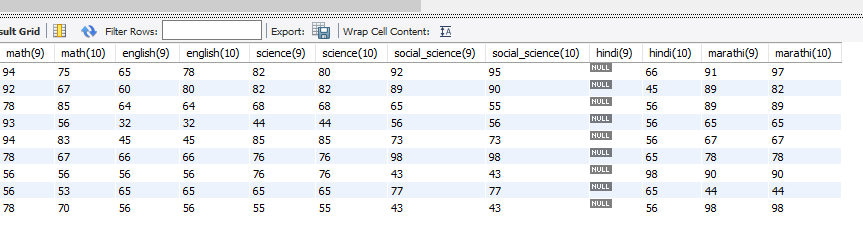 sult Grid Filter Rows: Export: Wrap Cell Content:
math(9) math(10) english(9) english(10) science(9) science(10) social_science(9) social_science(10) hindi(9) hindi(10) marathi(9) marathi(10)
94 75 65 78 82 80 92 95 NULL 66 91 97
92 67 60 80 82 82 89 90 NULL 45 89 82
78 85 64 64 68 68 65 55 NULL 56 89 89
93 56 32 32 44 44 56 56 NULL 56 65 65
94 83 45 45 85 85 73 73 NULL 56 67 67
78 67 66 66 76 76 98 98 NULL 65 78 78
56 56 56 56 76 76 43 43 NULL 98 90 90
56 53 65 65 65 65 77 77 NULL 65 44 44
78 70 56 56 55 55 43 43 NULL 56 98 98